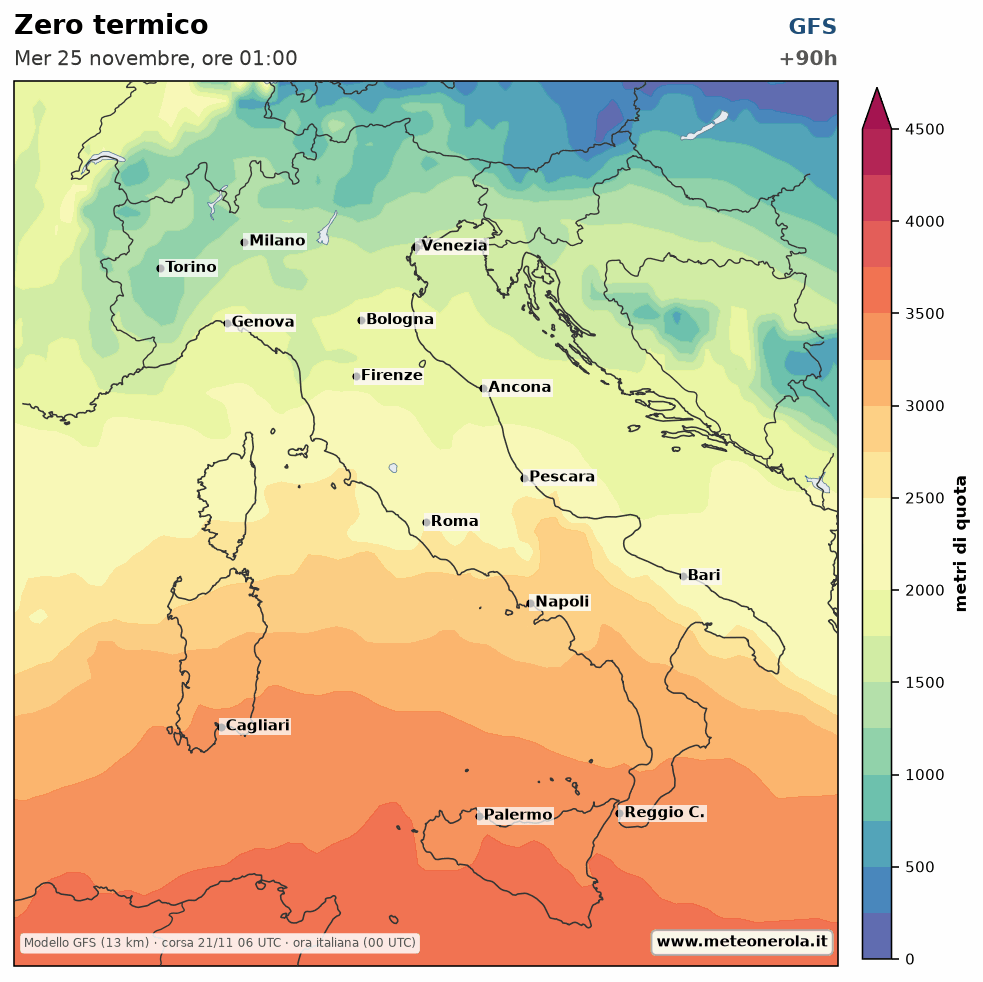 Zero termico
GFS
Mer 25 novembre, ore 01:00
+90h
4500
4000
3500
3000
2500
2000
1500
1000
500
0
metri di quota
Milano
Venezia
Torino
Genova
Bologna
Firenze
Ancona
Pescara
Roma
Bari
Napoli
Cagliari
Palermo
Reggio C.
Modello GFS (13 km) · corsa 21/11 06 UTC · ora italiana (00 UTC)
www.meteonerola.it